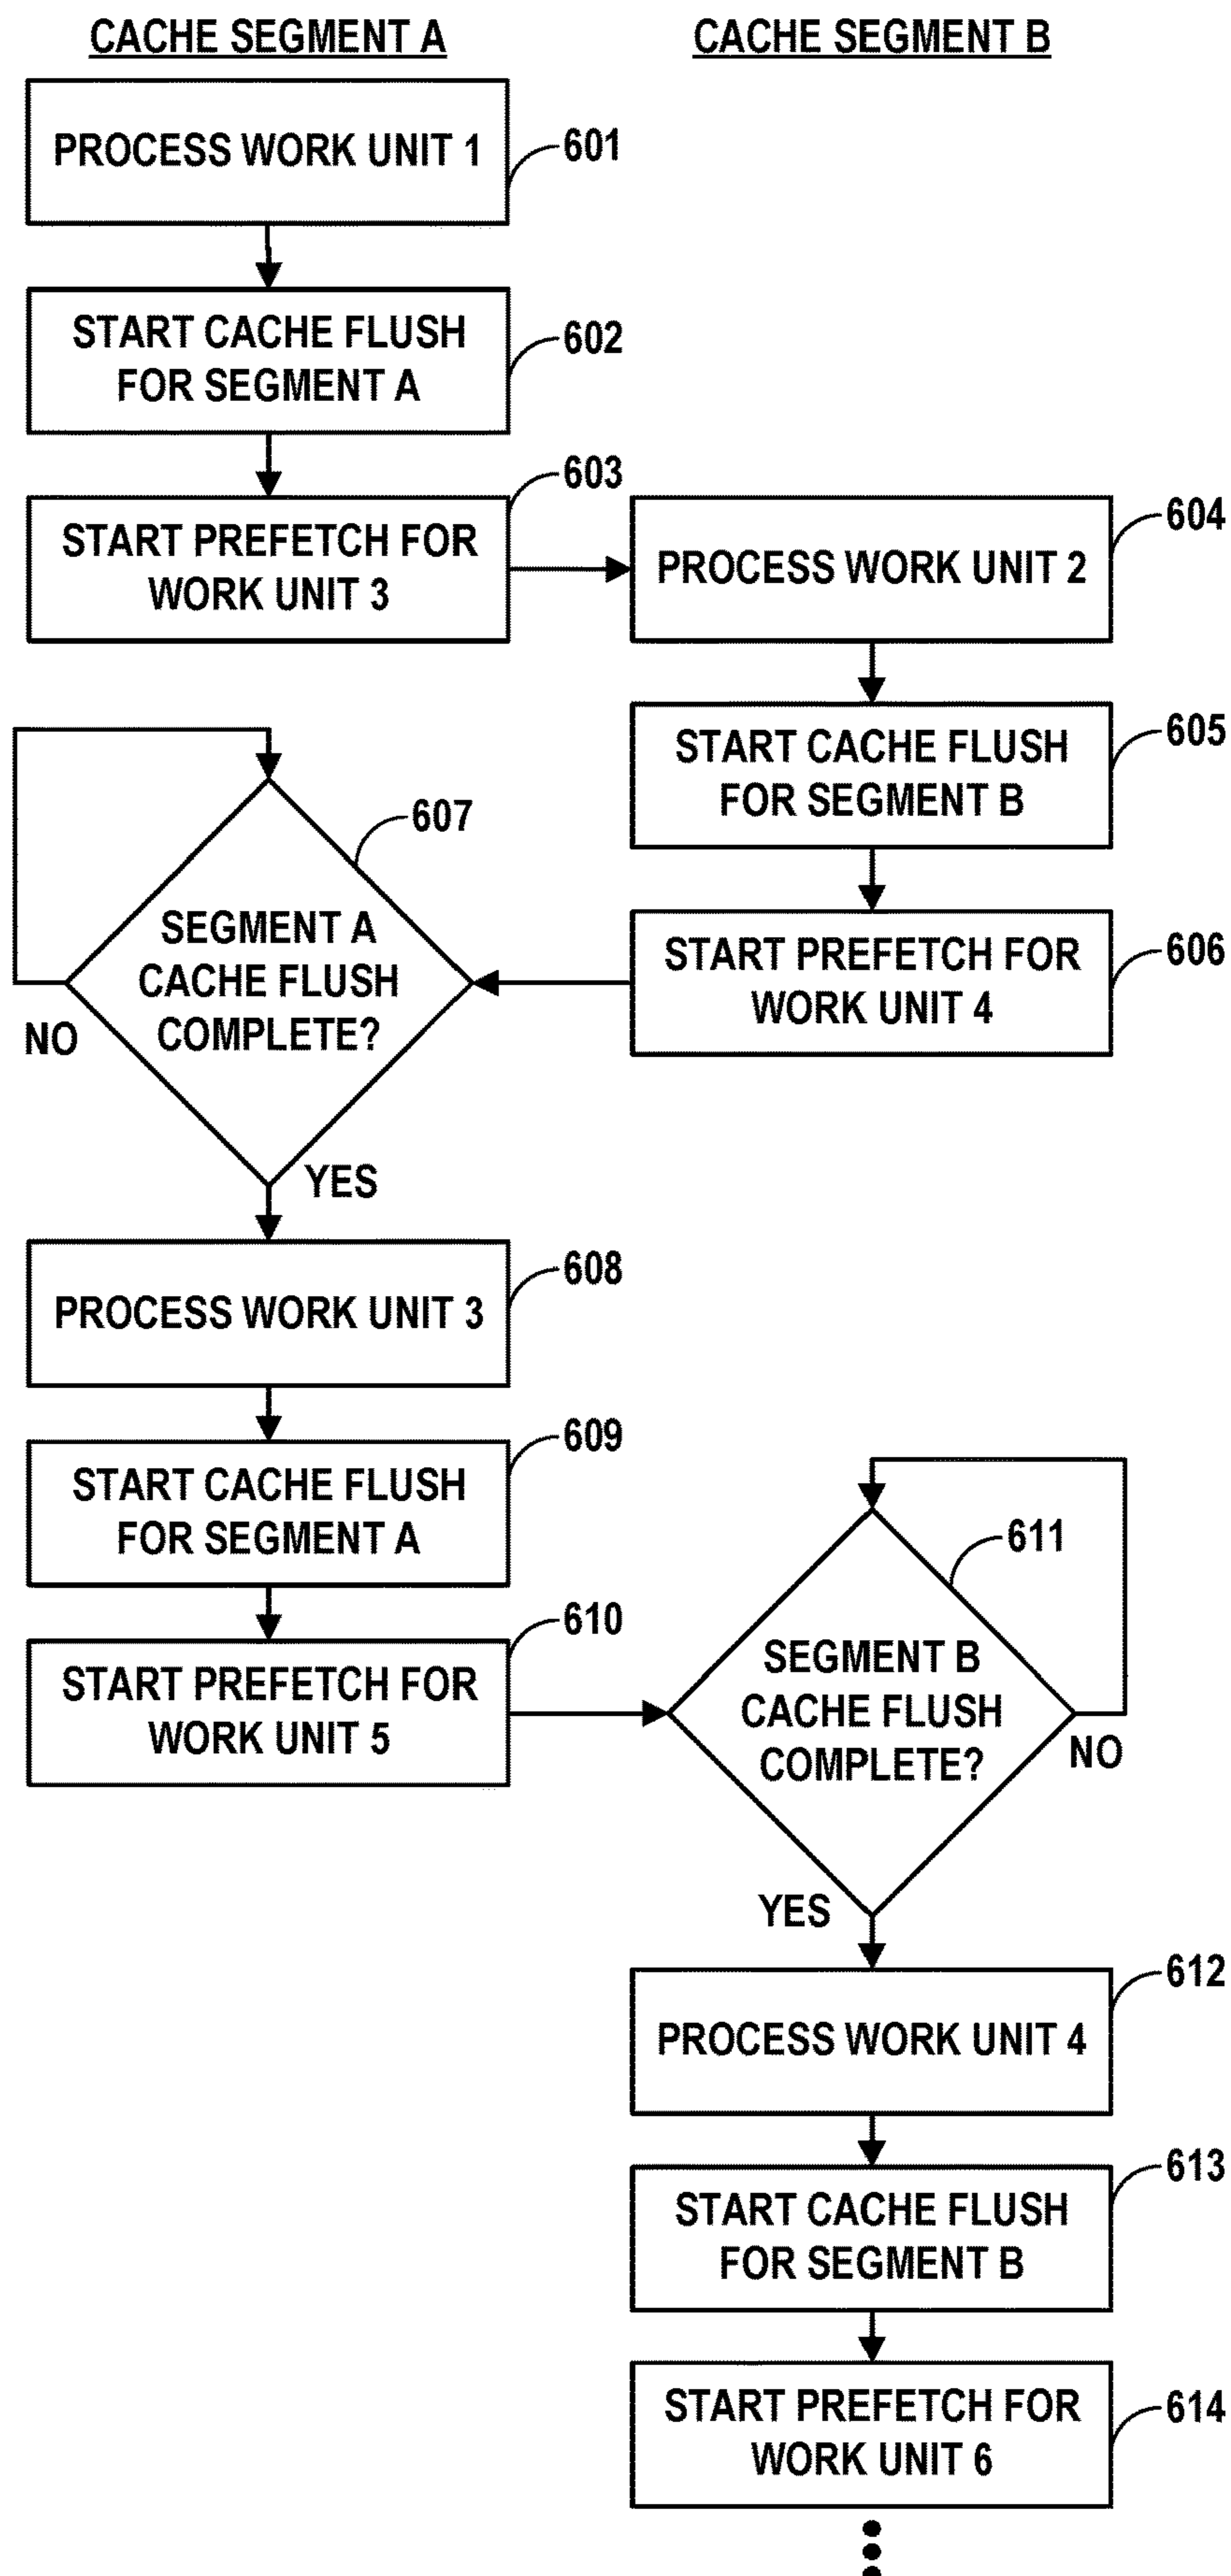 CACHE SEGMENT A
CACHE SEGMENT B
PROCESS WORK UNIT 1
601
START CACHE FLUSH
FOR SEGMENT A
602
603
START PREFETCH FOR
WORK UNIT 3
604
PROCESS WORK UNIT 2
605
START CACHE FLUSH
FOR SEGMENT B
606
START PREFETCH FOR
WORK UNIT 4
607
SEGMENT A
CACHE FLUSH
COMPLETE?
NO
YES
608
PROCESS WORK UNIT 3
609
START CACHE FLUSH
FOR SEGMENT A
610
START PREFETCH FOR
WORK UNIT 5
611
SEGMENT B
CACHE FLUSH
COMPLETE?
NO
YES
612
PROCESS WORK UNIT 4
613
START CACHE FLUSH
FOR SEGMENT B
614
START PREFETCH FOR
WORK UNIT 6